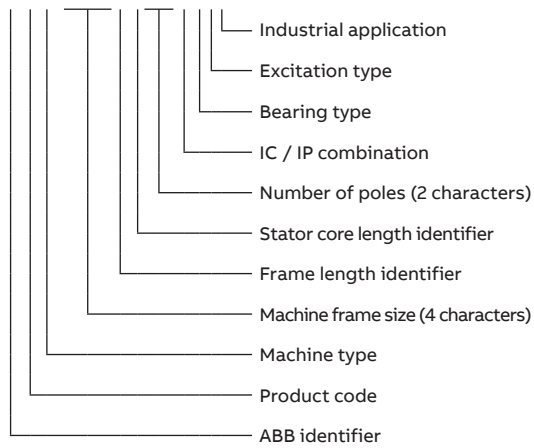 Industrial application
Excitation type
Bearing type
IC / IP combination
Number of poles (2 characters)
Stator core length identifier
Frame length identifier
Machine frame size (4 characters)
Machine type
Product code
ABB identifier